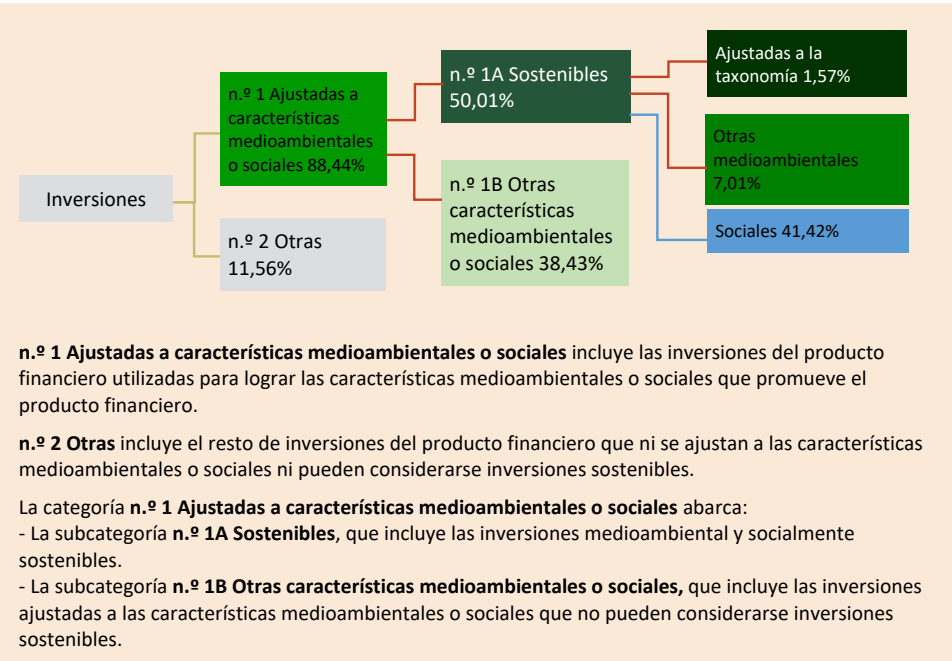 Inversiones
n.º 1 Ajustadas a
características
medioambientales
o sociales 88,44%
n.º 2 Otras
11,56%
n.º 1A Sostenibles
50,01%
n.º 1B Otras
características
medioambientales
o sociales 38,43%
Ajustadas a la
taxonomía 1,57%
Otras
medioambientales
7,01%
Sociales 41,42%
n.º 1 Ajustadas a características medioambientales o sociales incluye las inversiones del producto
financiero utilizadas para lograr las características medioambientales o sociales que promueve el
producto financiero.
n.º 2 Otras incluye el resto de inversiones del producto financiero que ni se ajustan a las características
medioambientales o sociales ni pueden considerarse inversiones sostenibles.
La categoría n.º 1 Ajustadas a características medioambientales o sociales abarca:
- La subcategoría n.º 1A Sostenibles, que incluye las inversiones medioambiental y socialmente
sostenibles.
- La subcategoría n.º 1B Otras características medioambientales o sociales, que incluye las inversiones
ajustadas a las características medioambientales o sociales que no pueden considerarse inversiones
sostenibles.